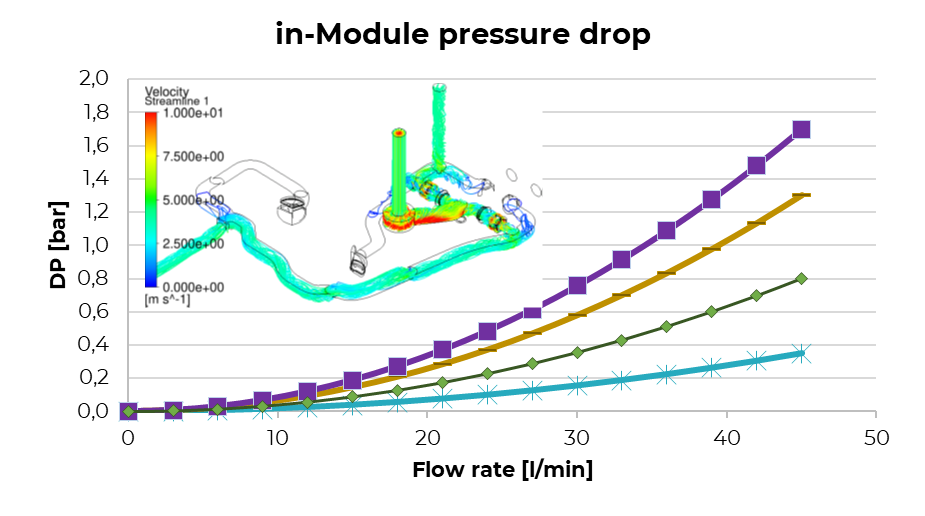 in-Module pressure drop
2,0
1,8
1,6
1,4
1,2
1,0
0,8
0,6
0,4
0,2
0,0
DP [bar]
Velocity
Streamline 1
1.000e+01
7.500e+00
5.000e+00
2.500e+00
0.000e+00
[m s^-1]
0 10 20 30 40 50
Flow rate [l/min]